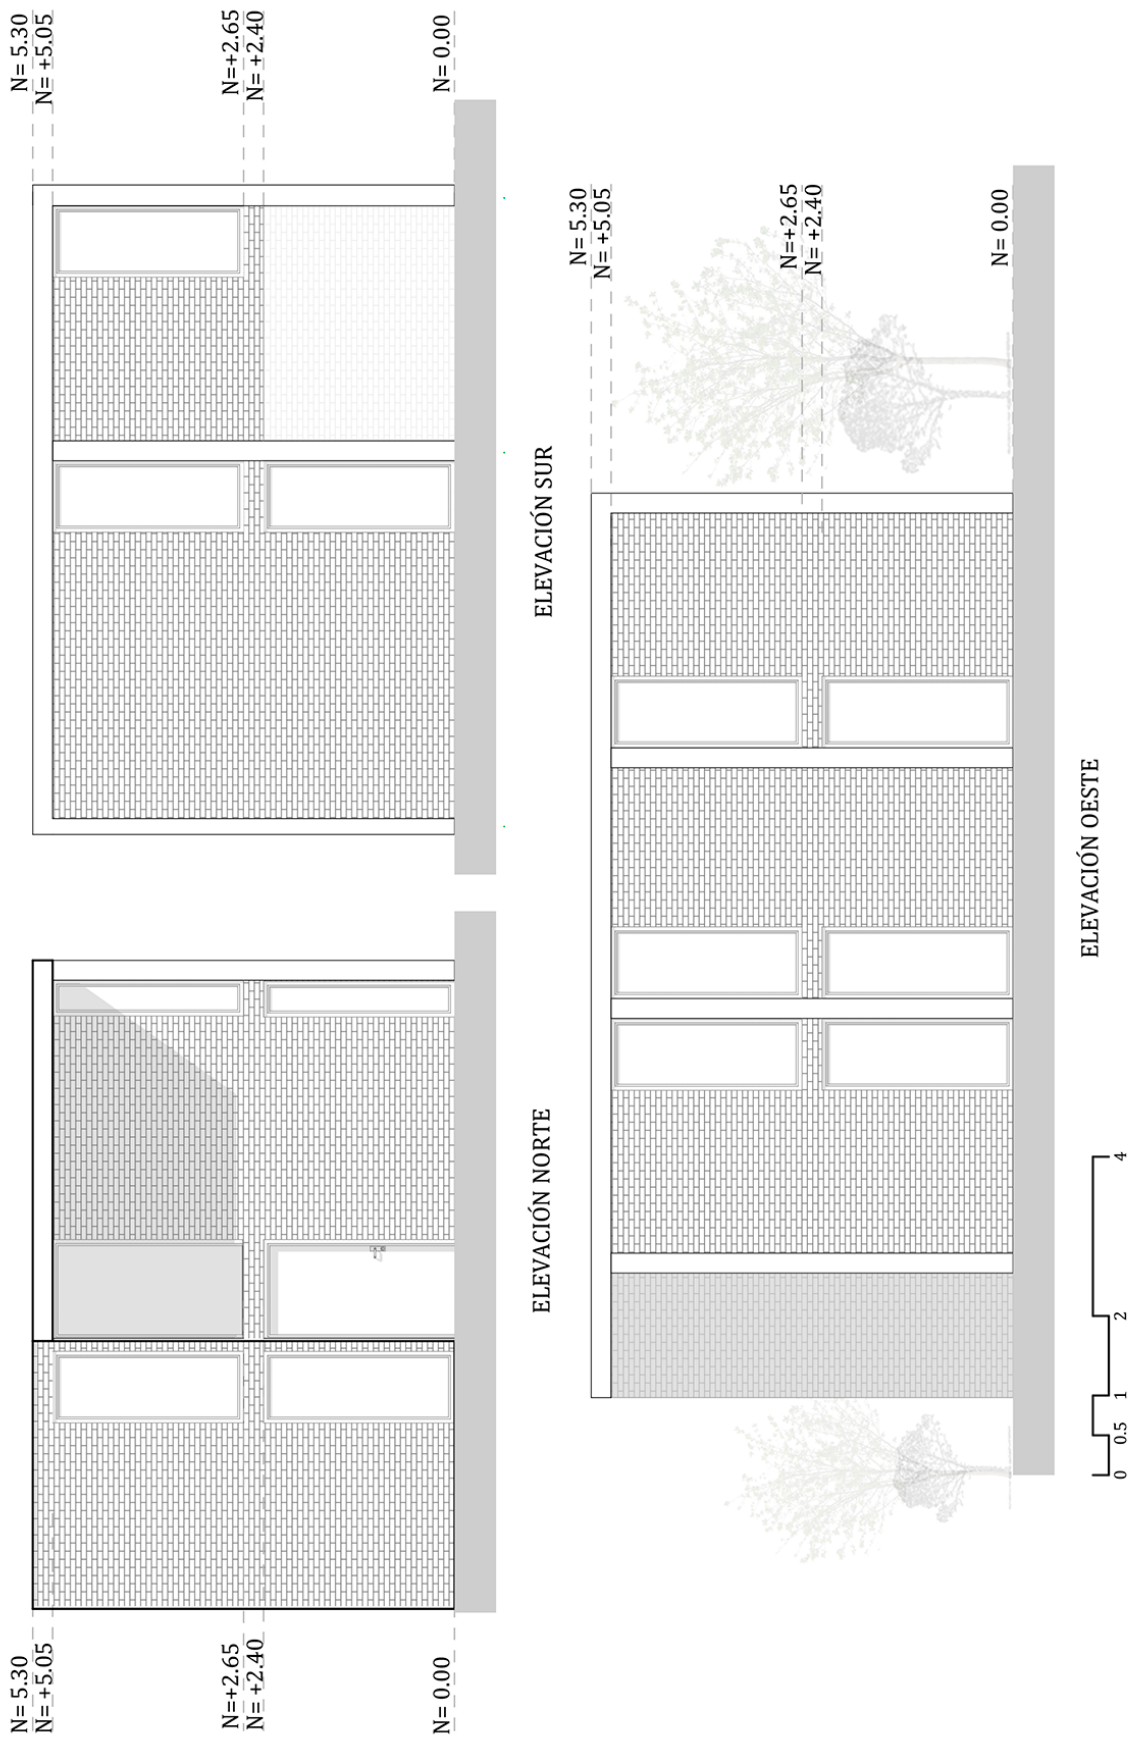 N= 5.30
N= +5.05
N=+2.65
N= +2.40
N= 0.00
ELEVACIÓN NORTE
N= 5.30
N= +5.05
N=+2.65
N= +2.40
N= 0.00
ELEVACIÓN SUR
N= 5.30
N= +5.05
N=+2.65
N= +2.40
N= 0.00
ELEVACIÓN OESTE
0 0.5 1 2 4